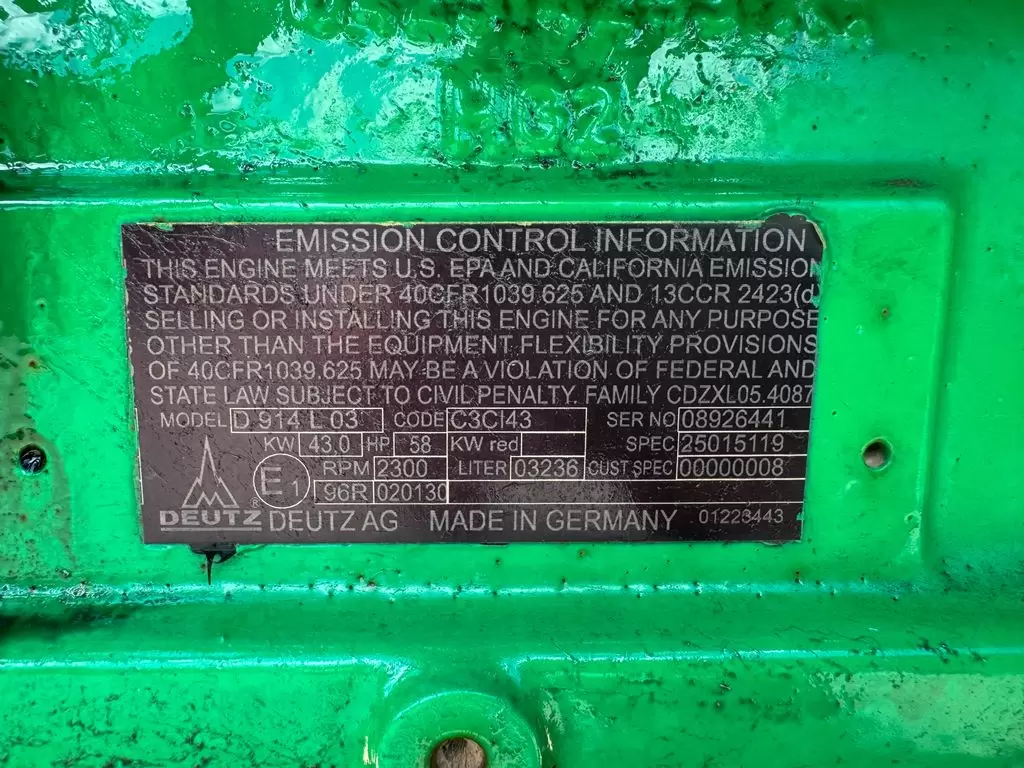 EMISSION CONTROL INFORMATION
THIS ENGINE MEETS U.S. EPA AND CALIFORNIA EMISSION
STANDARDS UNDER 40CFR1039.625 AND 13CCR 2423(d
SELLING OR INSTALLING THIS ENGINE FOR ANY PURPOSE
OTHER THAN THE EQUIPMENT FLEXIBILITY PROVISIONS
OF 40CFR1039.625 MAY BE A VIOLATION OF FEDERAL AND
STATE LAW SUBJECT TO CIVIL PENALTY. FAMILY CDZXL05.4087
MODEL D 914 L 03 CODE C3CI43 SER NO 08926441
KW 43.0 HP 58 KW red SPEC 25015119
RPM 2300 LITER 03236 CUST SPEC 00000008
E 1 96R 020130
DEUTZ ® DEUTZ AG MADE IN GERMANY 01223443